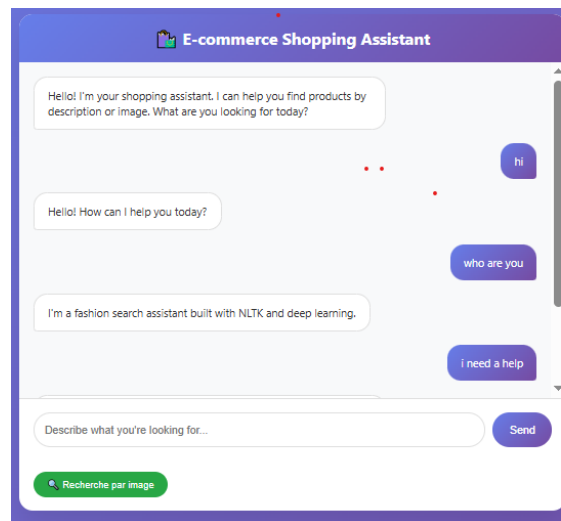 E-commerce Shopping Assistant
Hello! I'm your shopping assistant. I can help you find products by
description or image. What are you looking for today?
hi
Hello! How can I help you today?
who are you
I'm a fashion search assistant built with NLTK and deep learning.
i need a help
Describe what you're looking for...
Send
Recherche par image